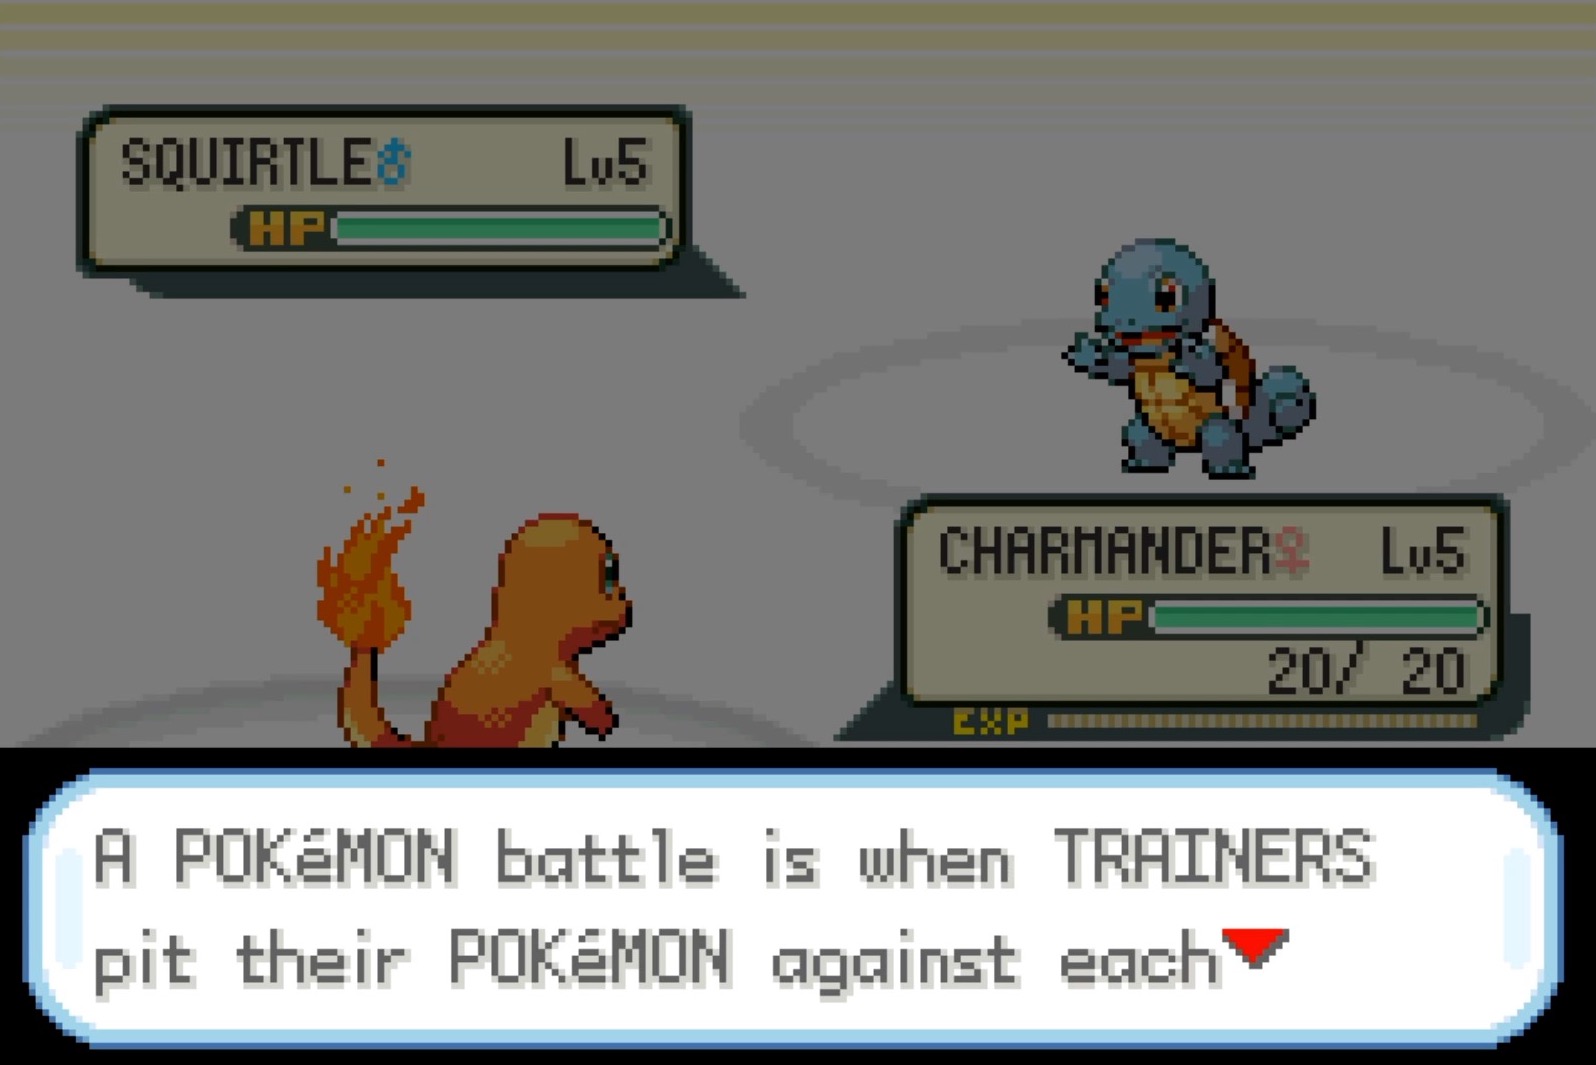 SQUIRTLE♂ Lv5
HP
CHARMANDER♀ Lv5
HP
20/ 20
EXP
A POKéMON battle is when TRAINERS
pit their POKéMON against each